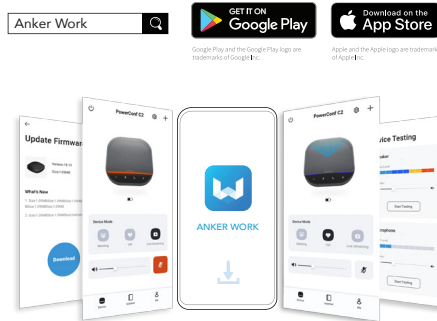 Anker Work
GET IT ON
Google Play
Download on the
App Store
Google Play and the Google Play logo are
trademarks of Google Inc.
Apple and the Apple logo are trademark
of Apple Inc.
Update Firmwar
What's New
Download
PowerConf C2
Device Mode
ANKER WORK
PowerConf C2
Device Mode
vice Testing
Start Testing
Start Testing